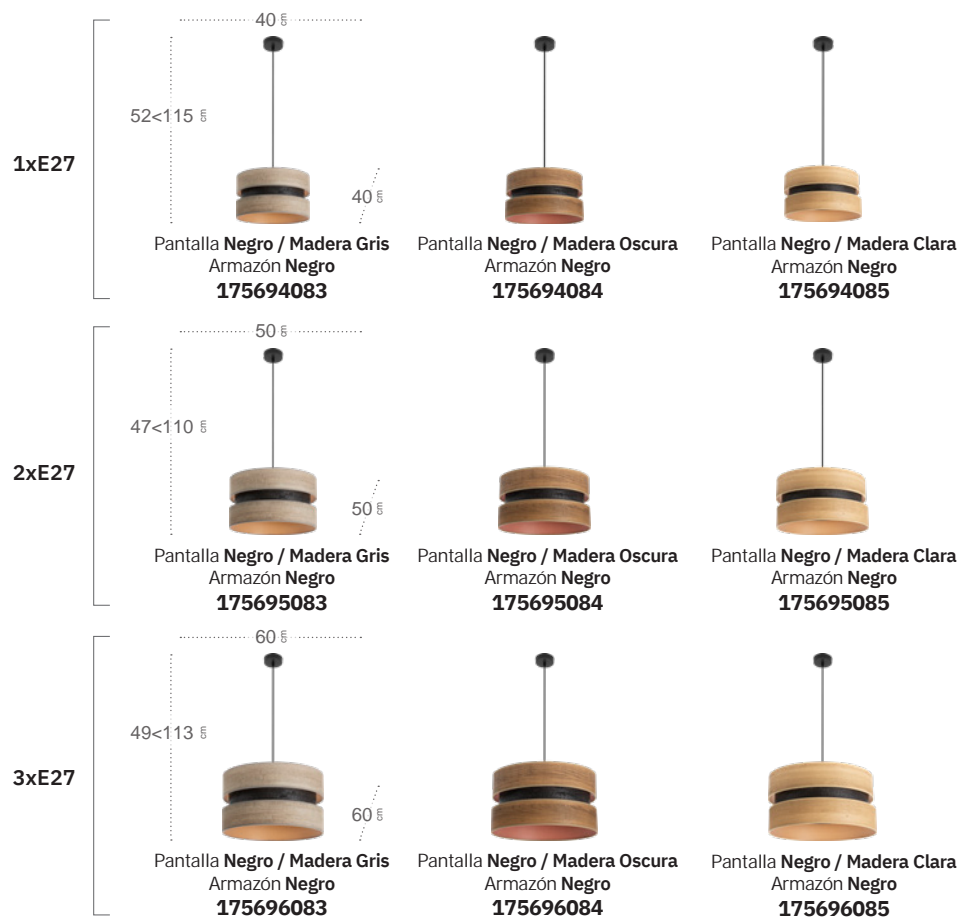 40 cm
52<115 cm
1xE27
40 cm
Pantalla Negro / Madera Gris
Armazón Negro
175694083
Pantalla Negro / Madera Oscura
Armazón Negro
175694084
Pantalla Negro / Madera Clara
Armazón Negro
175694085
50 cm
47<110 cm
2xE27
50 cm
Pantalla Negro / Madera Gris
Armazón Negro
175695083
Pantalla Negro / Madera Oscura
Armazón Negro
175695084
Pantalla Negro / Madera Clara
Armazón Negro
175695085
60 cm
49<113 cm
3xE27
60 cm
Pantalla Negro / Madera Gris
Armazón Negro
175696083
Pantalla Negro / Madera Oscura
Armazón Negro
175696084
Pantalla Negro / Madera Clara
Armazón Negro
175696085